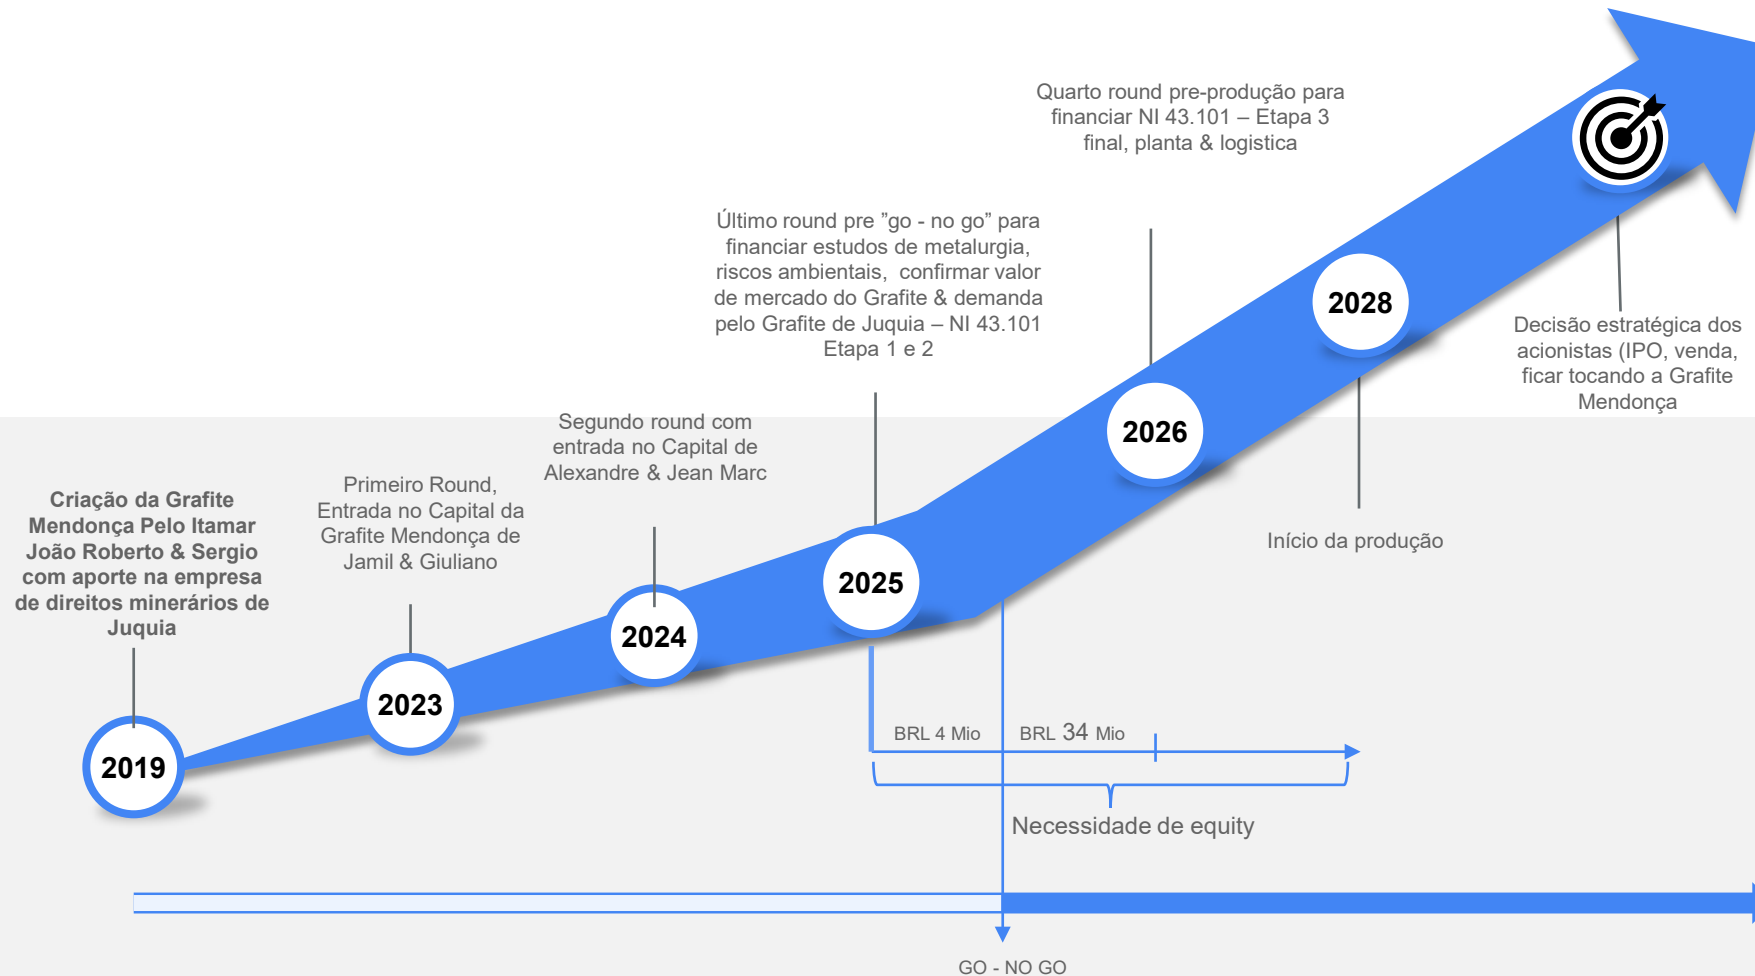 Quarto round pre-produção para
financiar NI 43.101 – Etapa 3
final, planta & logistica
Último round pre ”go - no go” para
financiar estudos de metalurgia,
riscos ambientais,  confirmar valor
de mercado do Grafite & demanda
pelo Grafite de Juquia – NI 43.101
Etapa 1 e 2
2028
Decisão estratégica dos
acionistas (IPO, venda,
ficar tocando a Grafite
Mendonça
2026
Segundo round com
entrada no Capital de
Alexandre & Jean Marc
Primeiro Round,
Entrada no Capital da
Grafite Mendonça de
Jamil & Giuliano
Criação da Grafite
Mendonça Pelo Itamar
João Roberto & Sergio
com aporte na empresa
de direitos minerários de
Juquia
Início da produção
2025
2024
2023
2019
BRL 4 Mio
BRL 34 Mio
Necessidade de equity
GO - NO GO